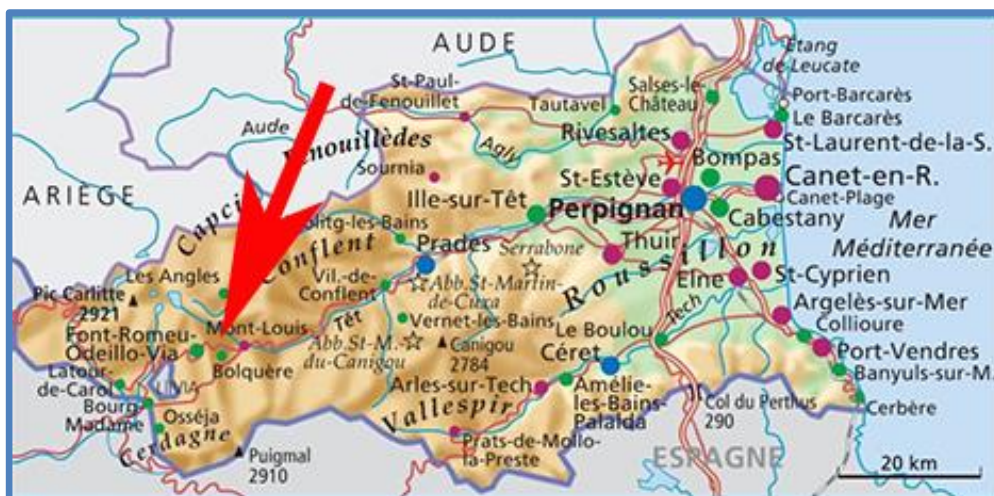 AUDE
Etang
de Leucate
St-Paul-
de-Fenouillet
Tautavel
Salses-le-
Château
Port-Barcarès
Le Barcarès
Aude
Agly
Rivesaltes
St-Laurent-de-la-S.
Sournia
Bompas
ARIÈGE
Capci
St-Estève
Canet-en-R.
Canet-Plage
Ille-sur-Têt
Perpignan
Cabestany
Mer
Méditerranée
Conflent
Prades
Serrabone
Thuir
Roussillon
Les Angles
Vil.-de-
Conflent
Abb.St-Martin-
de-Cuxa
Elne
St-Cyprien
Pic Carlitte
2921
Têt
Vernet-les-Bains
Tech
Argelès-sur-Mer
Collioure
Font-Romeu-
Odeillo-Via
Mont-Louis
Abb.St-M.
du-Canigou
Canigou
2784
Le Boulou
Céret
Port-Vendres
Latour-
de-Carol
Bolquère
Arles-sur-Tech
Amélie-
les-Bains-
Palalda
Banyuls-sur-M.
Bourg-
Madame
Osséja
Cerdagne
Vallespir
Col du Perthus
290
Cerbère
Puigmal
2910
Prats-de-Mollo-
la-Preste
ESPAGNE
20 km